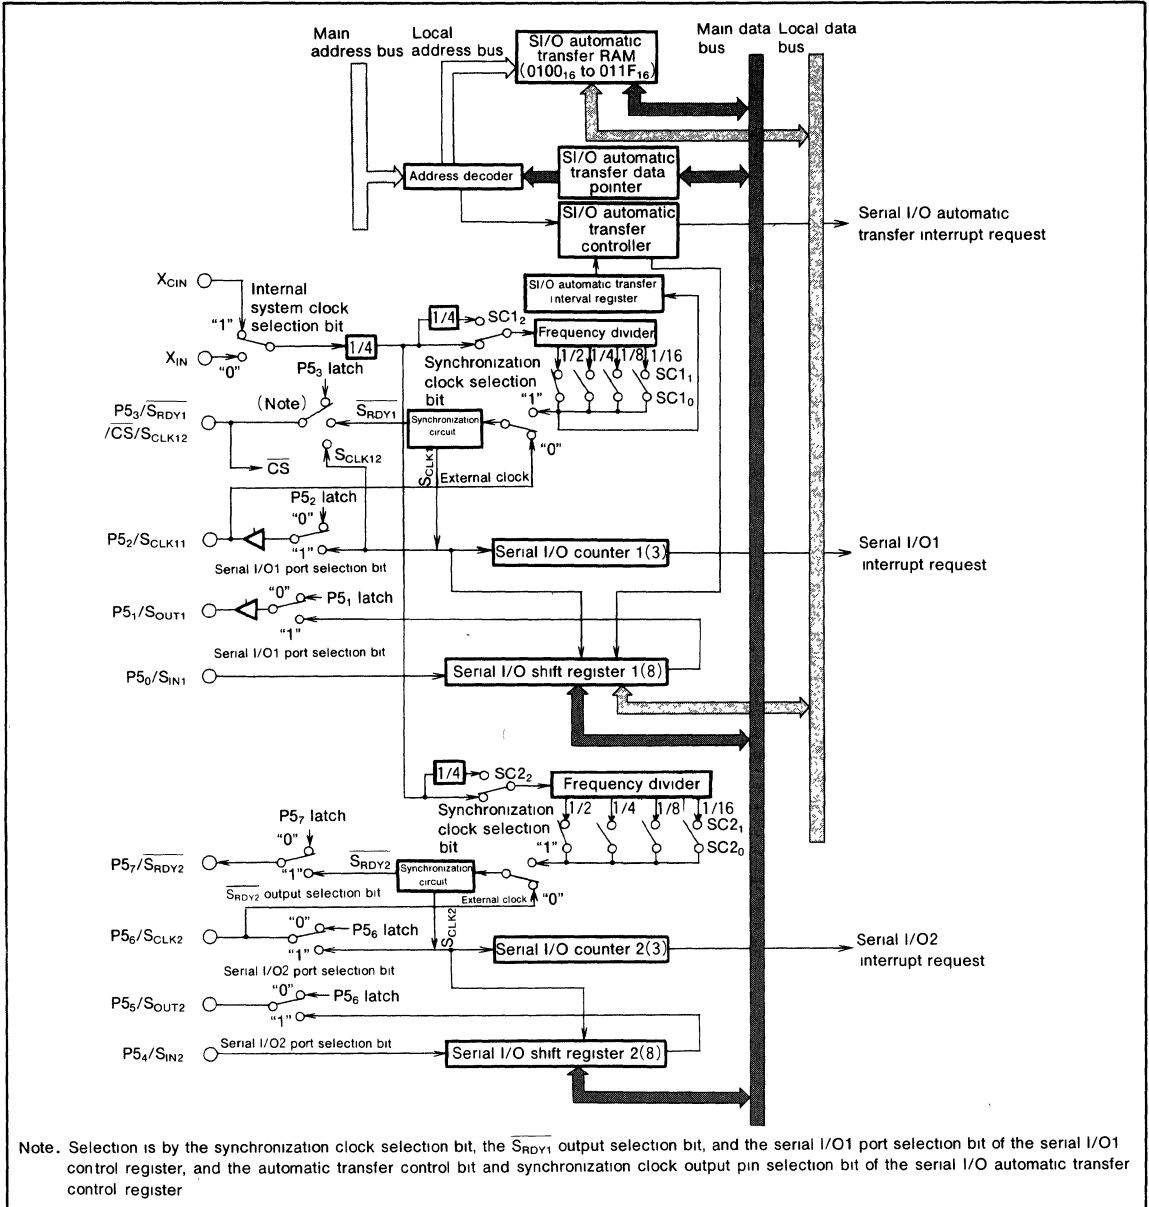 Main
address bus
Local
address bus
SI/O automatic
transfer RAM
(0100₁₆ to 011F₁₆)
Main data
bus
Local data
bus
Address decoder
SI/O automatic
transfer data
pointer
SI/O automatic
transfer
controller
Serial I/O automatic
transfer interrupt request
SI/O automatic transfer
interval register
X_CIN
Internal
system clock
selection bit
"1"
X_IN
"0"
1/4
1/4
SC1₂
Frequency divider
1/2 1/4 1/8 1/16
SC1₁
SC1₀
Synchronization
clock selection
bit
"1"
"0"
P5₃ latch
(Note)
P5₃/S̅R̅D̅Y̅1̅
/C̅S̅/S_CLK12
S̅R̅D̅Y̅1̅
Synchronization
circuit
C̅S̅
S_CLK12
S_CLK1
External clock
P5₂ latch
"0"
P5₂/S_CLK11
"1"
Serial I/O1 port selection bit
Serial I/O counter 1(3)
Serial I/O1
interrupt request
"0"
P5₁ latch
P5₁/S_OUT1
"1"
Serial I/O1 port selection bit
P5₀/S_IN1
Serial I/O shift register 1(8)
1/4
SC2₂
Frequency divider
1/2 1/4 1/8 1/16
SC2₁
SC2₀
Synchronization
clock selection
bit
"1"
"0"
P5₇ latch
"0"
P5₇/S̅R̅D̅Y̅2̅
"1"
S̅R̅D̅Y̅2̅
Synchronization
circuit
S̅R̅D̅Y̅2̅ output selection bit
External clock
S_CLK2
P5₆/S_CLK2
"0"
P5₆ latch
"1"
Serial I/O2 port selection bit
Serial I/O counter 2(3)
Serial I/O2
interrupt request
P5₅/S_OUT2
"0"
P5₆ latch
"1"
Serial I/O2 port selection bit
P5₄/S_IN2
Serial I/O shift register 2(8)
Note. Selection is by the synchronization clock selection bit, the S̅R̅D̅Y̅1̅ output selection bit, and the serial I/O1 port selection bit of the serial I/O1
control register, and the automatic transfer control bit and synchronization clock output pin selection bit of the serial I/O automatic transfer
control register